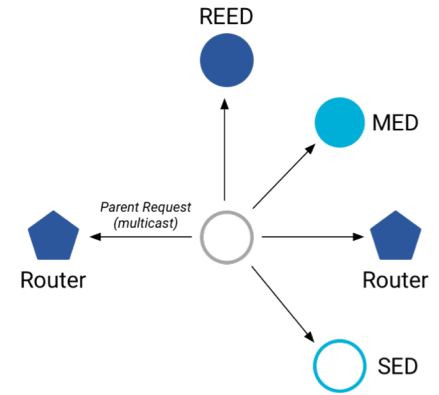 REED
MED
Parent Request
(multicast)
Router
Router
SED